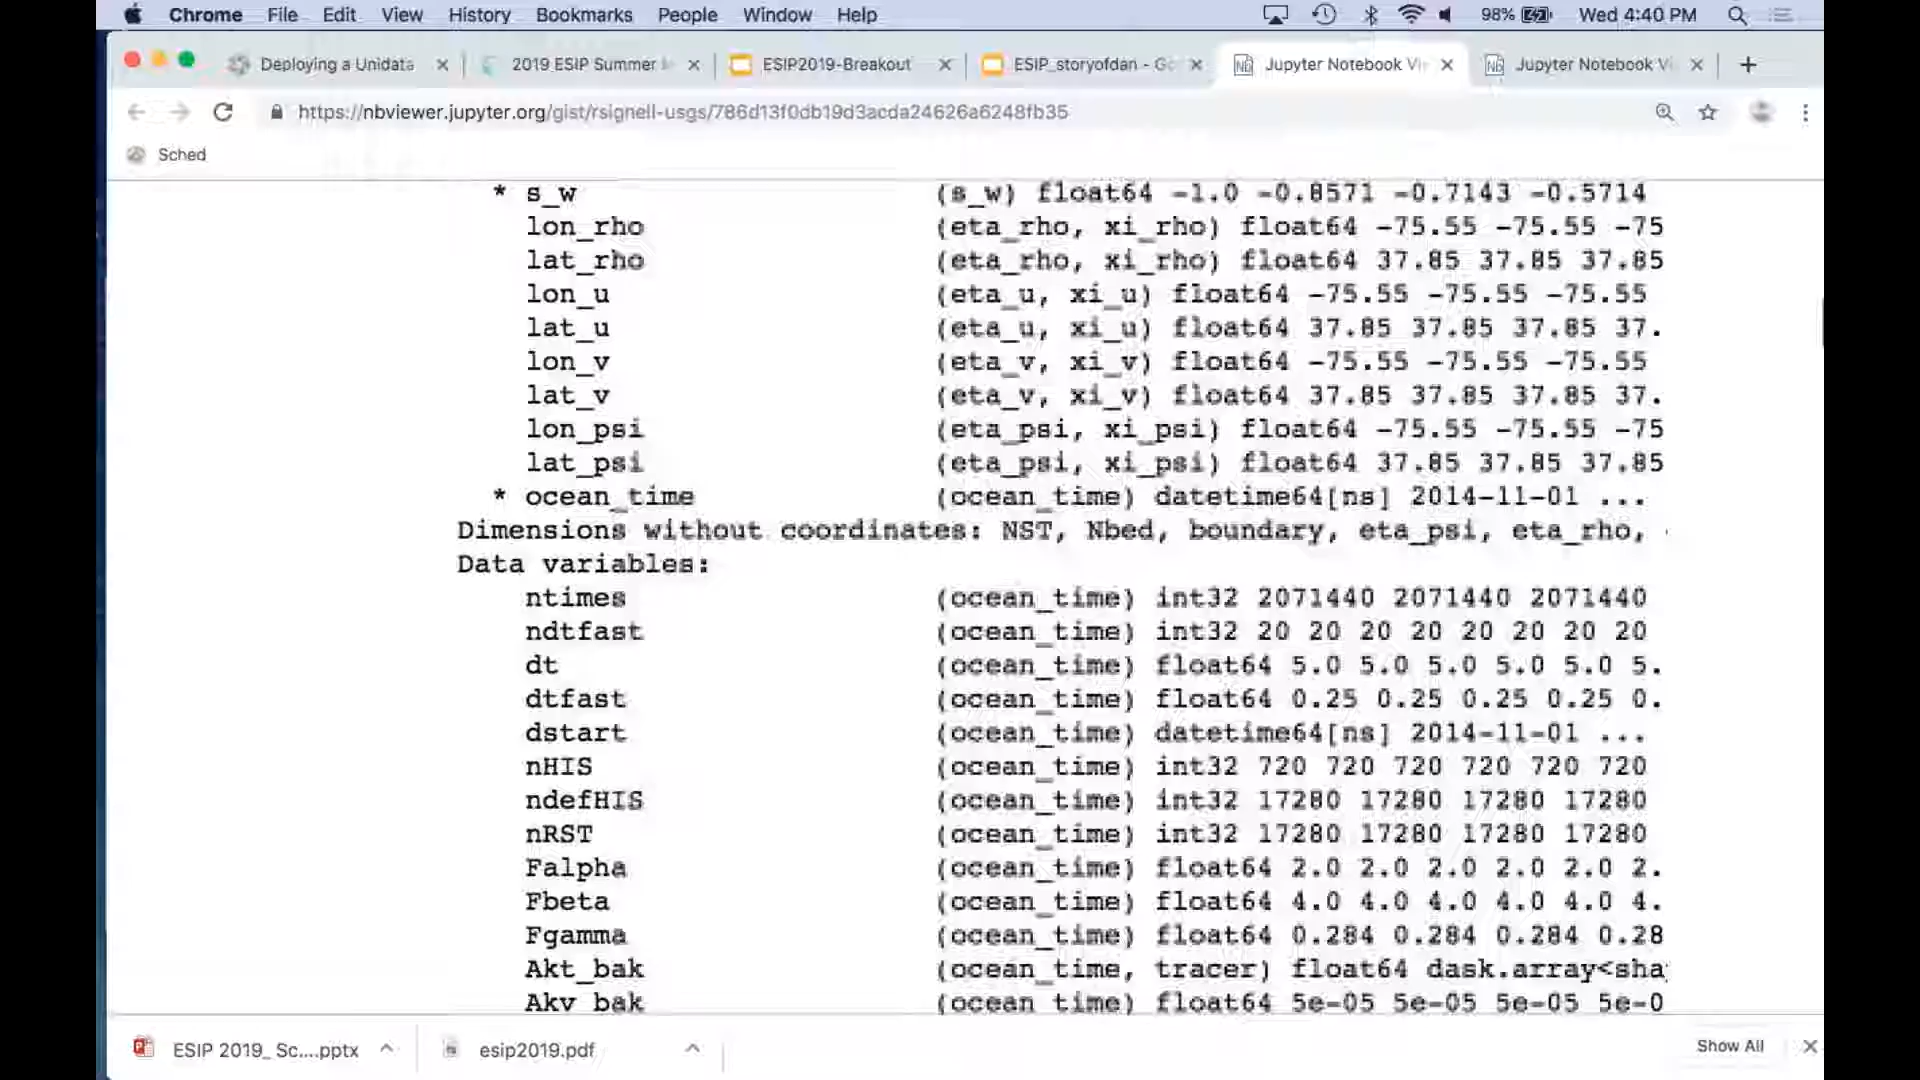 Chrome File Edit View History Bookmarks People Window Help 98% Wed 4:40 PM
Deploying a Unidata 2019 ESIP Summer ESIP2019-Breakout ESIP_storyofdan - Go Jupyter Notebook Vi Jupyter Notebook Vi
https://nbviewer.jupyter.org/gist/rsignell-usgs/786d13f0db19d3acda24626a6248fb35
Sched
* s_w (s_w) float64 -1.0 -0.8571 -0.7143 -0.5714
lon_rho (eta_rho, xi_rho) float64 -75.55 -75.55 -75
lat_rho (eta_rho, xi_rho) float64 37.85 37.85 37.85
lon_u (eta_u, xi_u) float64 -75.55 -75.55 -75.55
lat_u (eta_u, xi_u) float64 37.85 37.85 37.85 37.
lon_v (eta_v, xi_v) float64 -75.55 -75.55 -75.55
lat_v (eta_v, xi_v) float64 37.85 37.85 37.85 37.
lon_psi (eta_psi, xi_psi) float64 -75.55 -75.55 -75
lat_psi (eta_psi, xi_psi) float64 37.85 37.85 37.85
* ocean_time (ocean_time) datetime64[ns] 2014-11-01 ...
Dimensions without coordinates: NST, Nbed, boundary, eta_psi, eta_rho,
Data variables:
ntimes (ocean_time) int32 2071440 2071440 2071440
ndtfast (ocean_time) int32 20 20 20 20 20 20 20 20
dt (ocean_time) float64 5.0 5.0 5.0 5.0 5.0 5.
dtfast (ocean_time) float64 0.25 0.25 0.25 0.25 0.
dstart (ocean_time) datetime64[ns] 2014-11-01 ...
nHIS (ocean_time) int32 720 720 720 720 720 720
ndefHIS (ocean_time) int32 17280 17280 17280 17280
nRST (ocean_time) int32 17280 17280 17280 17280
Falpha (ocean_time) float64 2.0 2.0 2.0 2.0 2.0 2.
Fbeta (ocean_time) float64 4.0 4.0 4.0 4.0 4.0 4.
Fgamma (ocean_time) float64 0.284 0.284 0.284 0.28
Akt_bak (ocean_time, tracer) float64 dask.array<sha
Akv_bak (ocean_time) float64 5e-05 5e-05 5e-05 5e-0
ESIP 2019_ Sc....pptx esip2019.pdf Show All